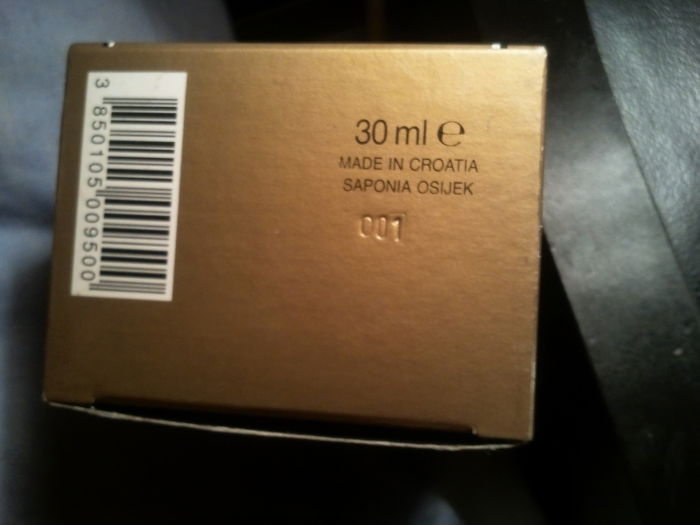 3 850105 009500
30 ml ℮
MADE IN CROATIA
SAPONIA OSIJEK
001